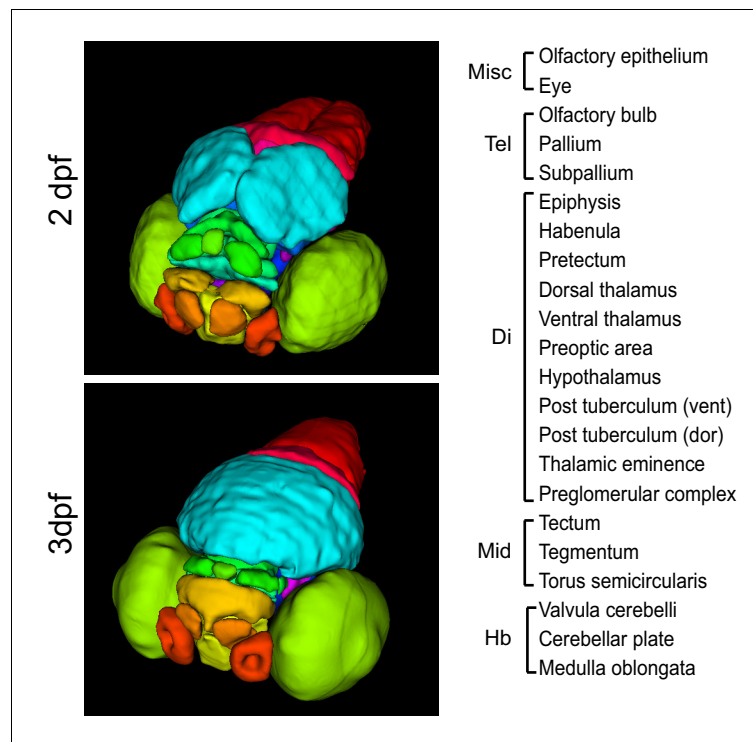 2 dpf
3dpf
Misc
Olfactory epithelium
Eye
Tel
Olfactory bulb
Pallium
Subpallium
Di
Epiphysis
Habenula
Pretectum
Dorsal thalamus
Ventral thalamus
Preoptic area
Hypothalamus
Post tuberculum (vent)
Post tuberculum (dor)
Thalamic eminence
Preglomerular complex
Mid
Tectum
Tegmentum
Torus semicircularis
Hb
Valvula cerebelli
Cerebellar plate
Medulla oblongata